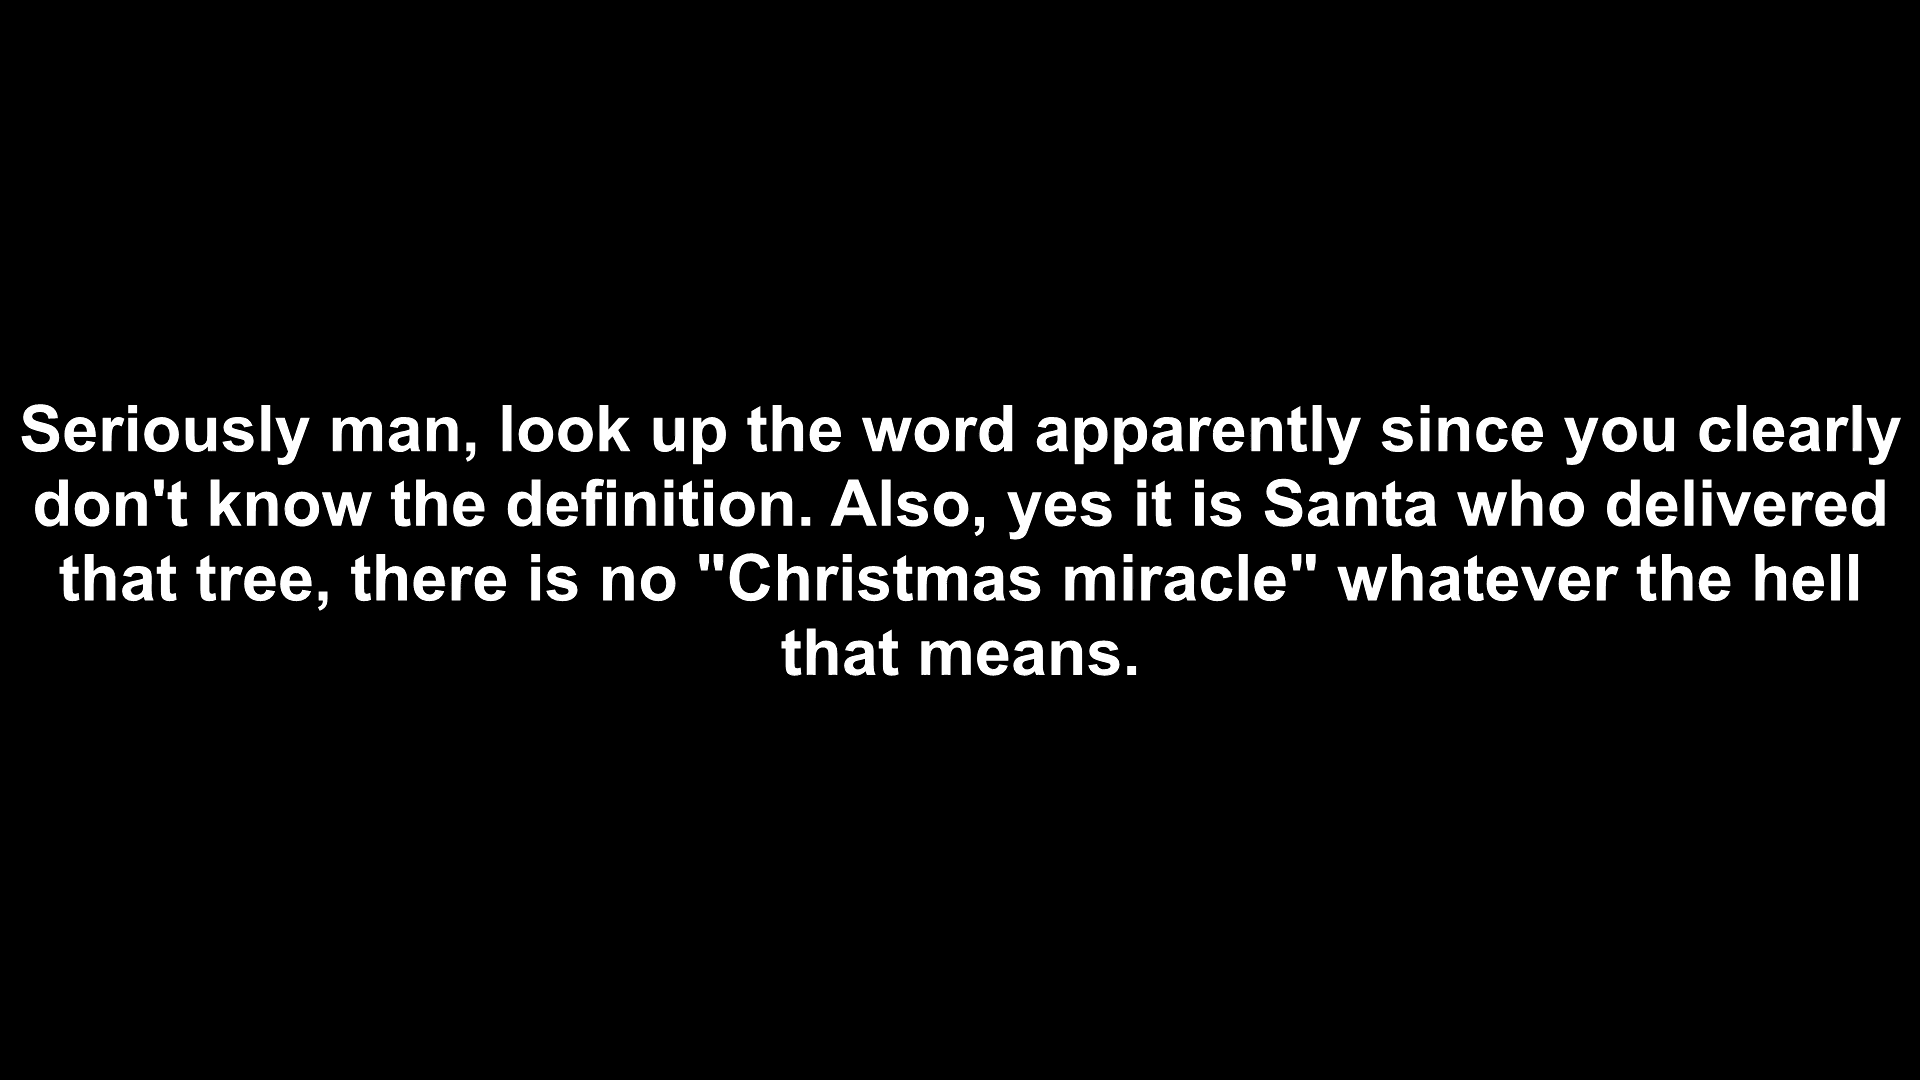 Seriously man, look up the word apparently since you clearly
don't know the definition. Also, yes it is Santa who delivered
that tree, there is no "Christmas miracle" whatever the hell
that means.